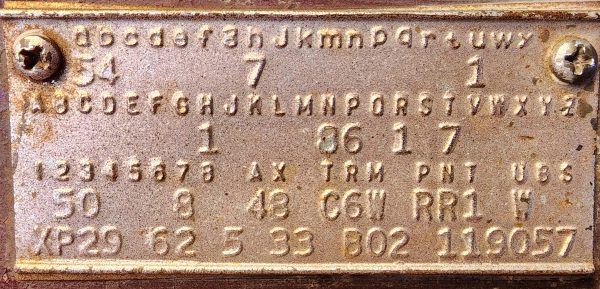 abcdefghJkmnpqrtuwxy
54 7 1
ABCDEFGHJKLMNPQRSTVWXYZ
1 86 1 7
12345678 AX TRM PNT UBS
50 8 48 C6W RR1 W
XP29 62 5 33 B02 119057